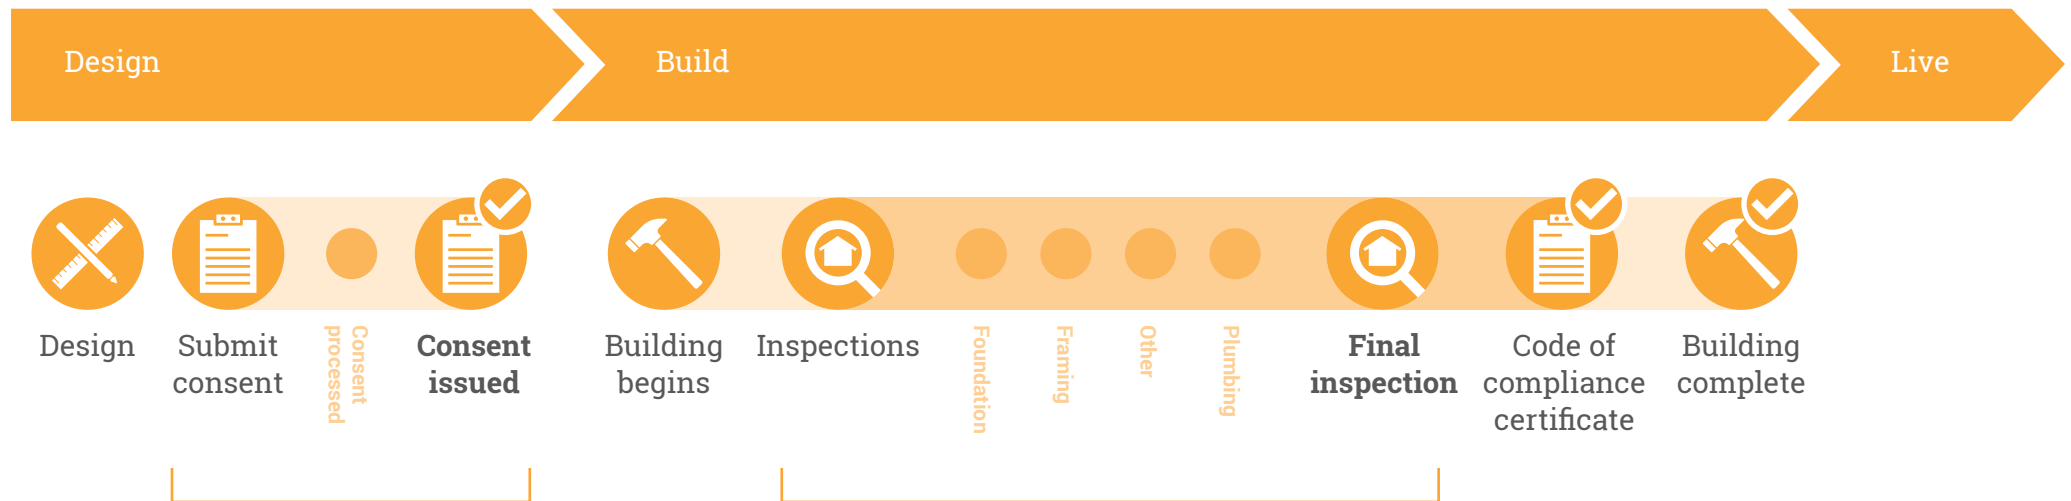 Design
Build
Live
Design
Submit
consent
Consent
processed
Consent
issued
Building
begins
Inspections
Foundation
Framing
Other
Plumbing
Final
inspection
Code of
compliance
certificate
Building
complete